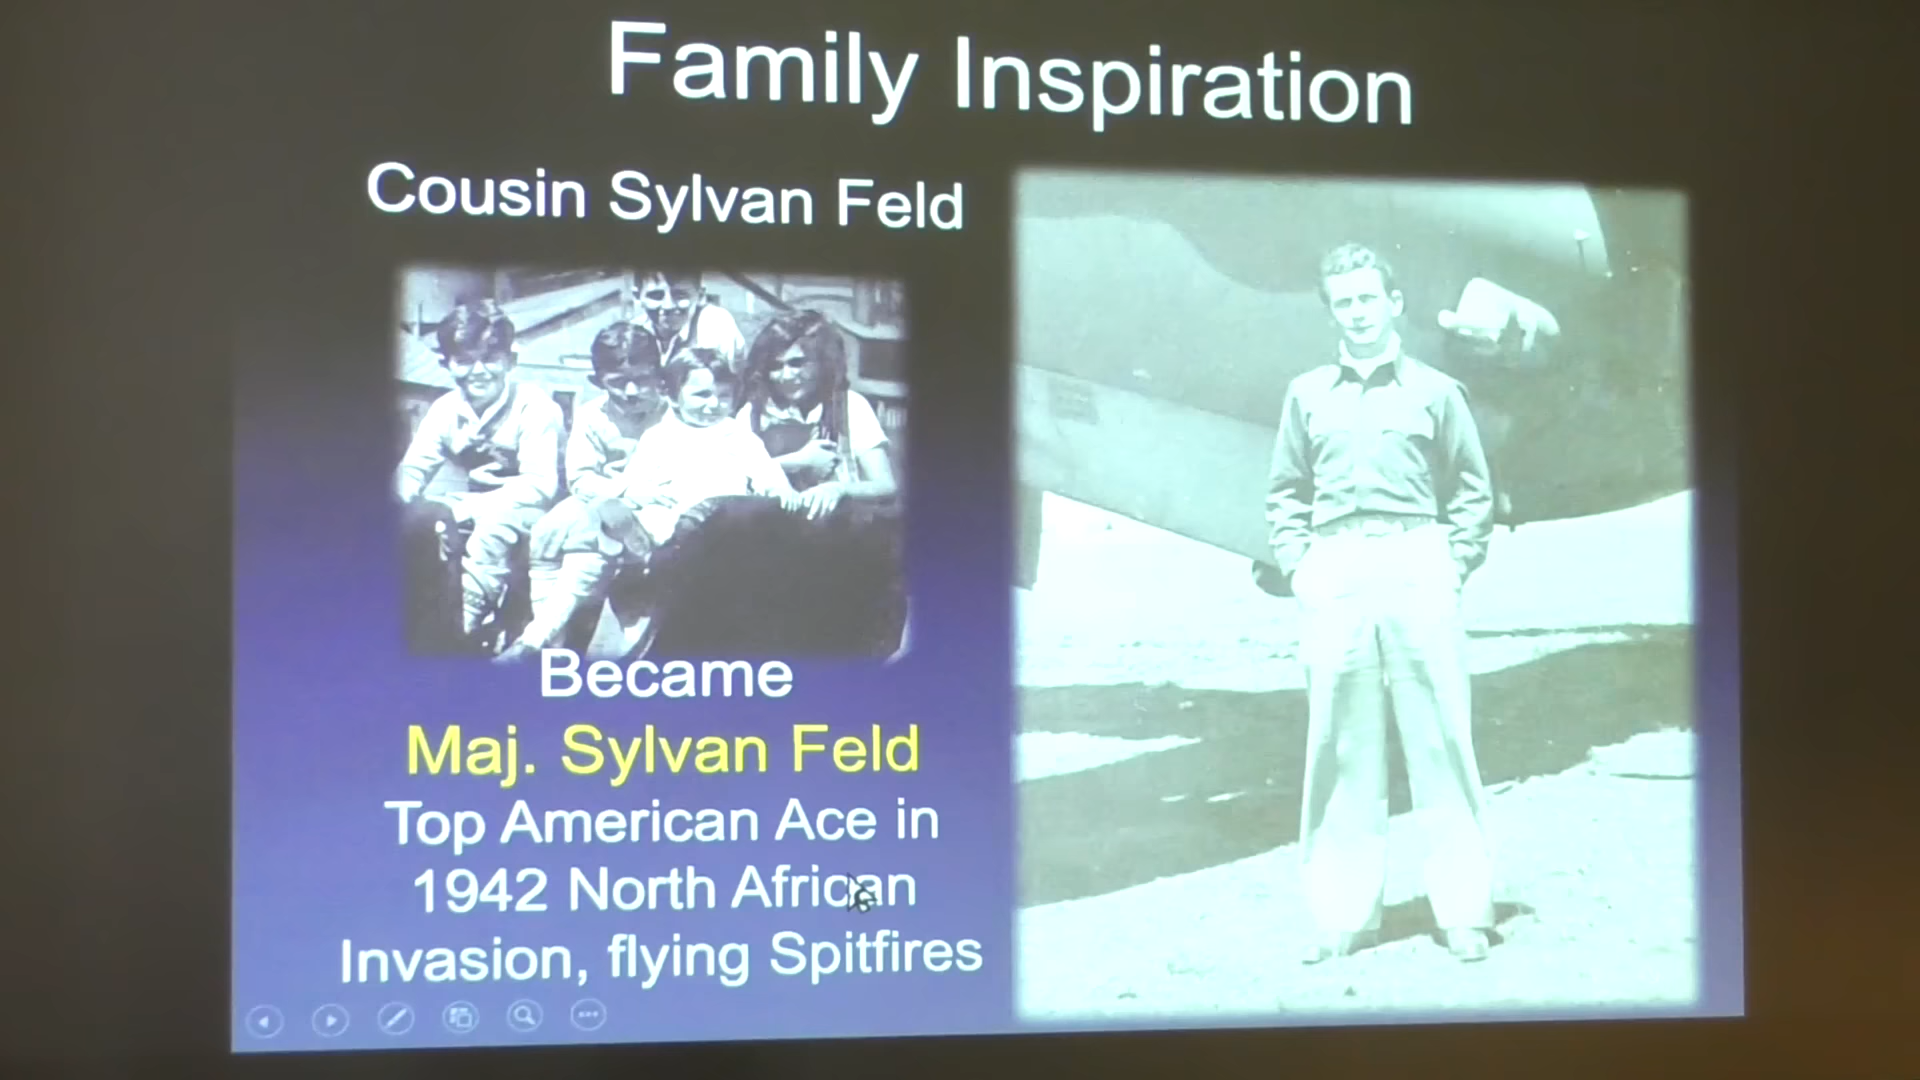 Family Inspiration
Cousin Sylvan Feld
Became
Maj. Sylvan Feld
Top American Ace in
1942 North African
Invasion, flying Spitfires